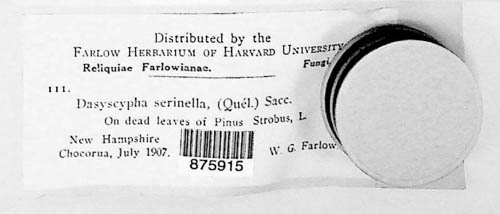 Distributed by the
FARLOW HERBARIUM OF HARVARD UNIVERSITY
Reliquiae Farlowianae. Fungi.
111.
Dasyscypha serinella, (Quél.) Sacc.
On dead leaves of Pinus Strobus, L.
New Hampshire
Chocorua, July 1907. W. G. Farlow
875915